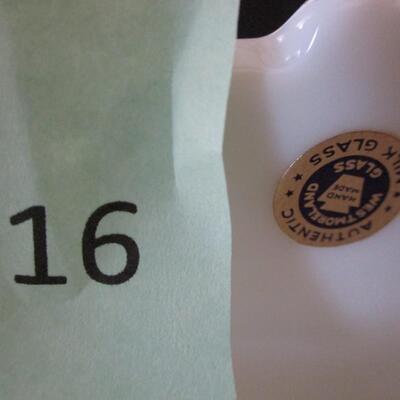 16
AUTHENTIC
MILK GLASS
WESTMORELAND
GLASS
HAND
MADE